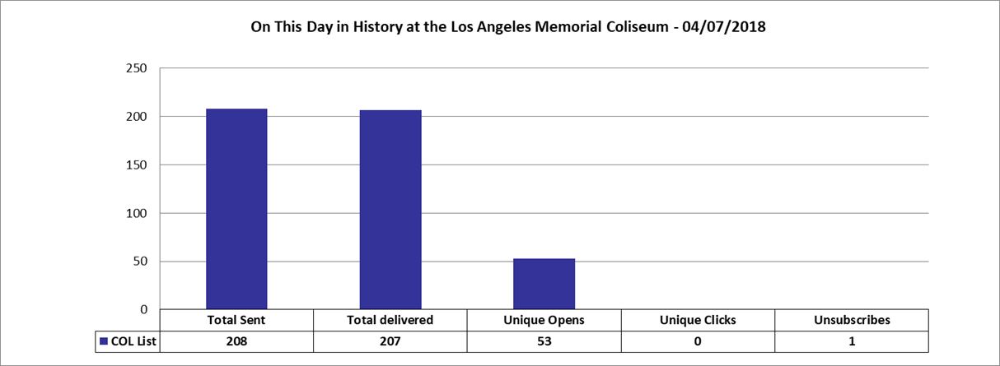 On This Day in History at the Los Angeles Memorial Coliseum - 04/07/2018
250
200
150
100
50
0
Total Sent Total delivered Unique Opens Unique Clicks Unsubscribes
COL List 208 207 53 0 1